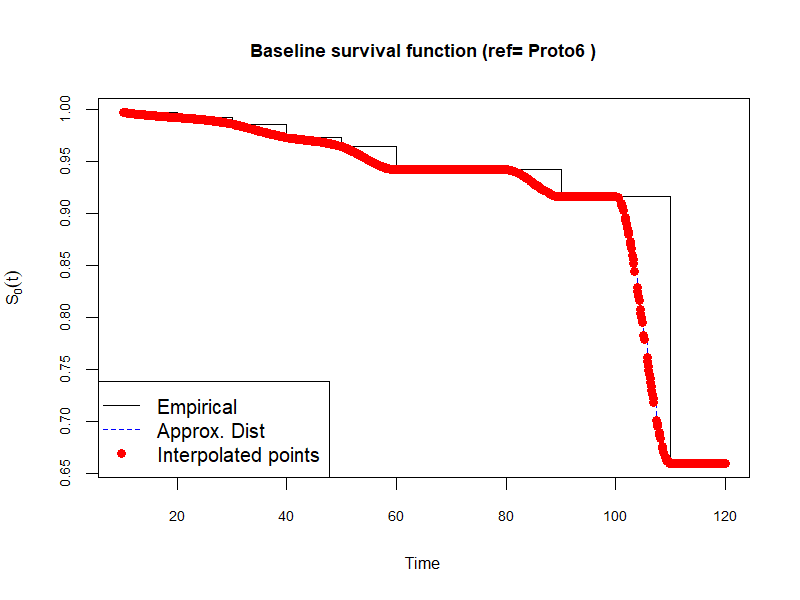 Baseline survival function (ref= Proto6 )
S0(t)
1.00
0.95
0.90
0.85
0.80
0.75
0.70
0.65
Empirical
Approx. Dist
Interpolated points
20 40 60 80 100 120
Time